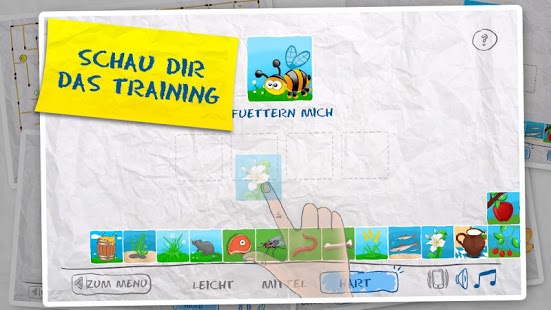 SCHAU DIR
DAS TRAINING
?
FUETTERN MICH
ZUM MENU
LEICHT
MITTEL
HART